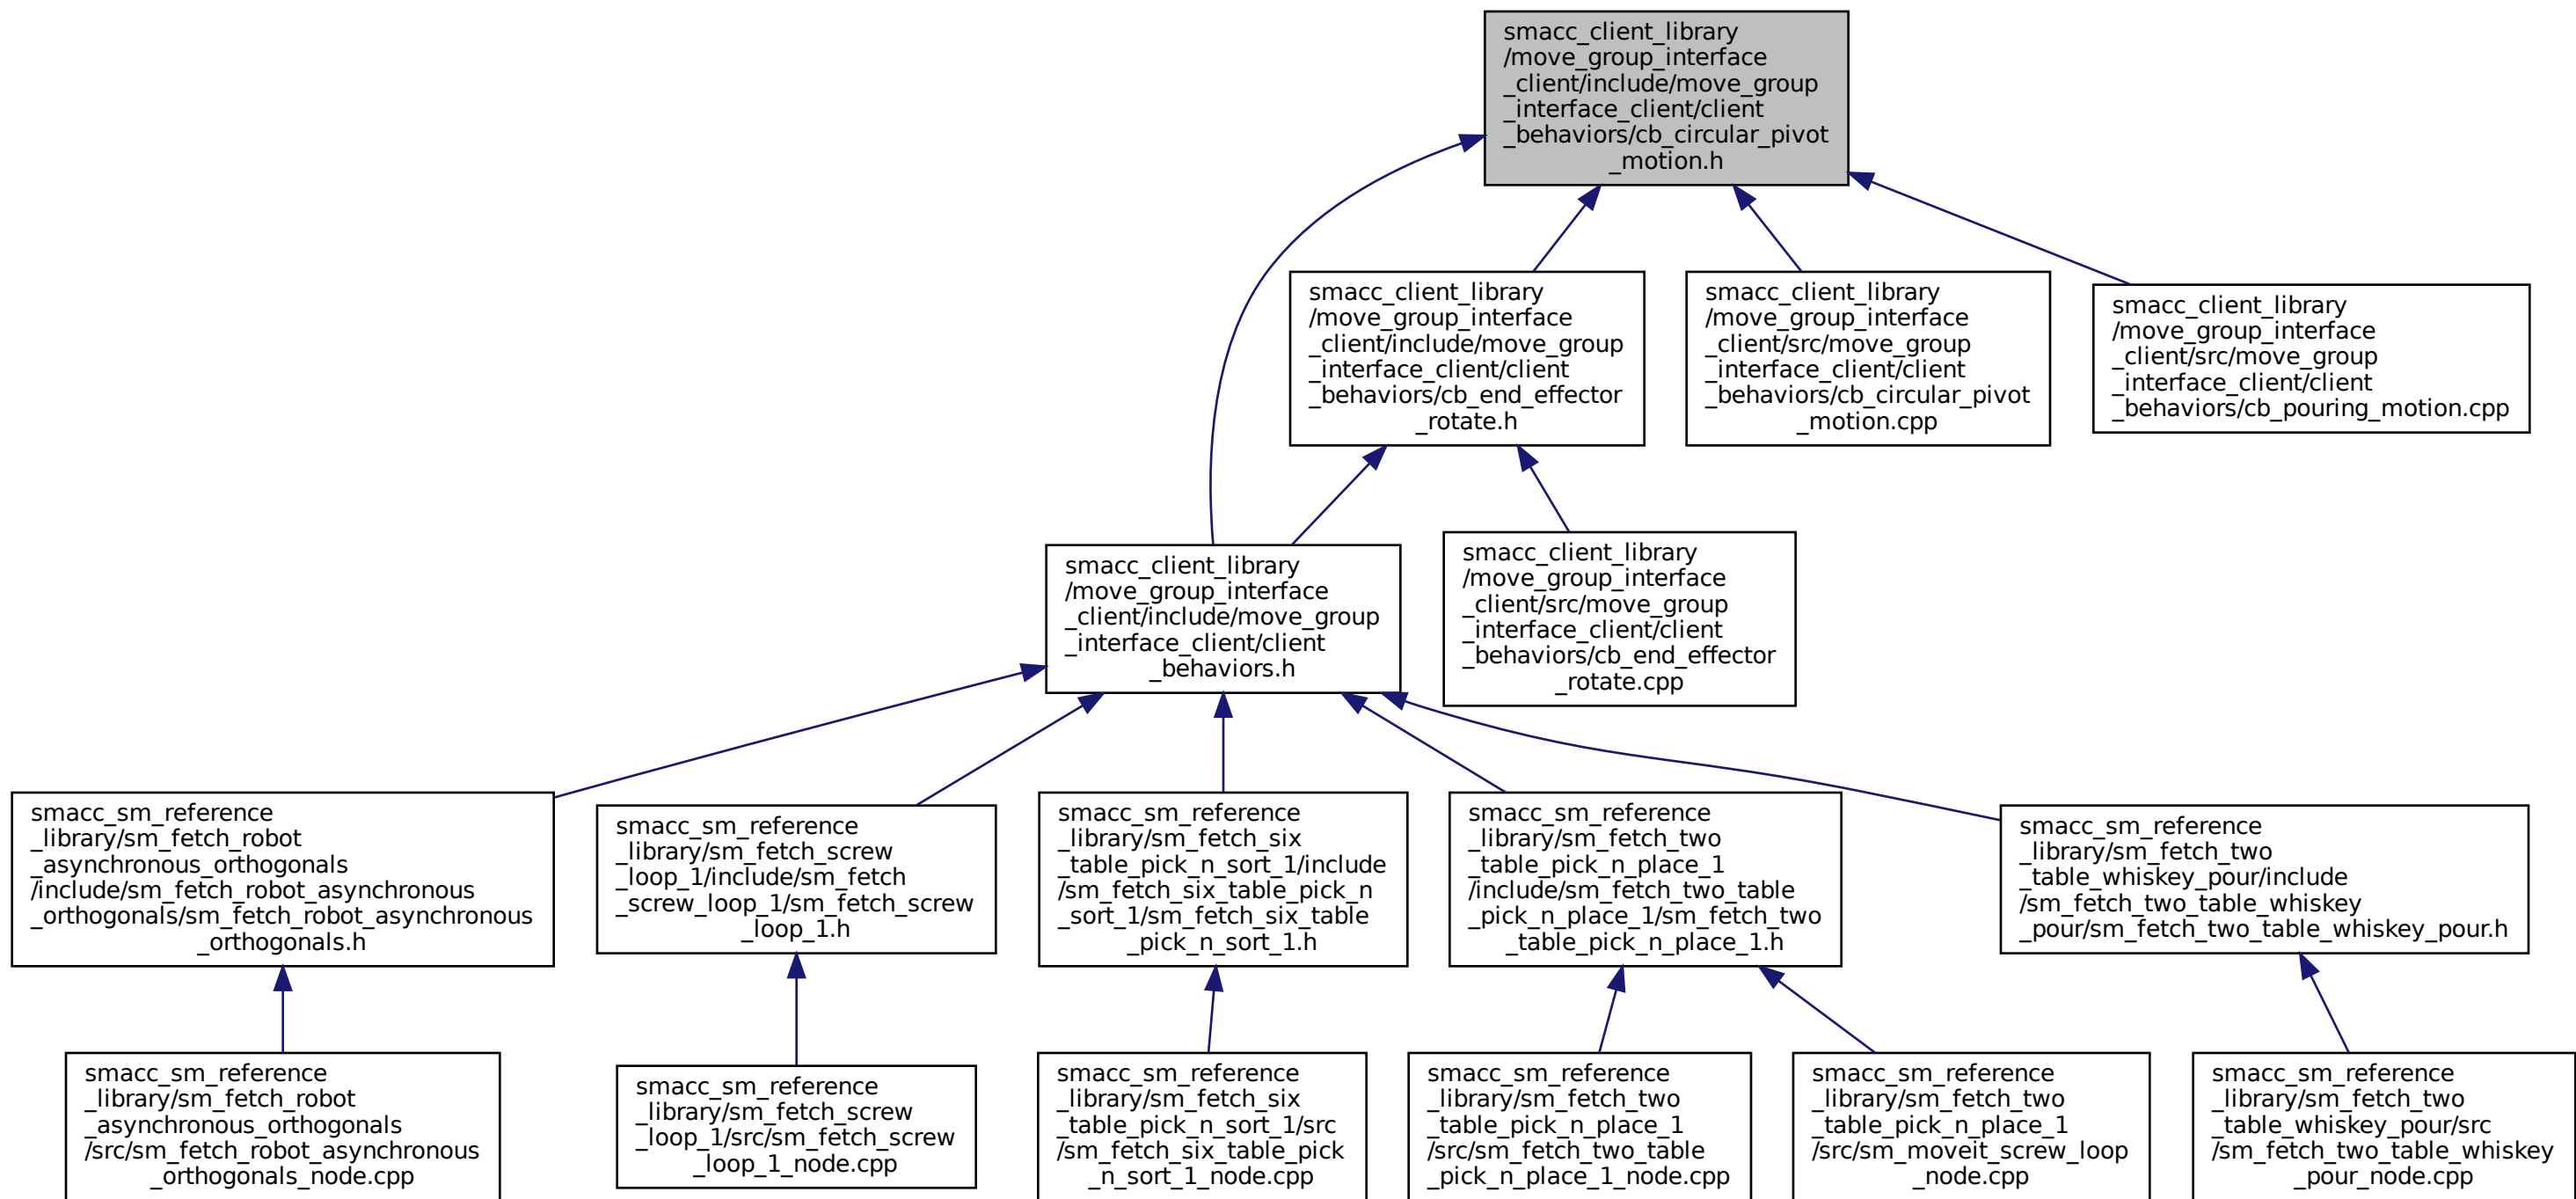 smacc_client_library
/move_group_interface
_client/include/move_group
_interface_client/client
_behaviors/cb_circular_pivot
_motion.h
smacc_client_library
/move_group_interface
_client/include/move_group
_interface_client/client
_behaviors/cb_end_effector
_rotate.h
smacc_client_library
/move_group_interface
_client/src/move_group
_interface_client/client
_behaviors/cb_circular_pivot
_motion.cpp
smacc_client_library
/move_group_interface
_client/src/move_group
_interface_client/client
_behaviors/cb_pouring_motion.cpp
smacc_client_library
/move_group_interface
_client/include/move_group
_interface_client/client
_behaviors.h
smacc_client_library
/move_group_interface
_client/src/move_group
_interface_client/client
_behaviors/cb_end_effector
_rotate.cpp
smacc_sm_reference
_library/sm_fetch_robot
_asynchronous_orthogonals
/include/sm_fetch_robot_asynchronous
_orthogonals/sm_fetch_robot_asynchronous
_orthogonals.h
smacc_sm_reference
_library/sm_fetch_screw
_loop_1/include/sm_fetch
_screw_loop_1/sm_fetch_screw
_loop_1.h
smacc_sm_reference
_library/sm_fetch_six
_table_pick_n_sort_1/include
/sm_fetch_six_table_pick_n
_sort_1/sm_fetch_six_table
_pick_n_sort_1.h
smacc_sm_reference
_library/sm_fetch_two
_table_pick_n_place_1
/include/sm_fetch_two_table
_pick_n_place_1/sm_fetch_two
_table_pick_n_place_1.h
smacc_sm_reference
_library/sm_fetch_two
_table_whiskey_pour/include
/sm_fetch_two_table_whiskey
_pour/sm_fetch_two_table_whiskey_pour.h
smacc_sm_reference
_library/sm_fetch_robot
_asynchronous_orthogonals
/src/sm_fetch_robot_asynchronous
_orthogonals_node.cpp
smacc_sm_reference
_library/sm_fetch_screw
_loop_1/src/sm_fetch_screw
_loop_1_node.cpp
smacc_sm_reference
_library/sm_fetch_six
_table_pick_n_sort_1/src
/sm_fetch_six_table_pick
_n_sort_1_node.cpp
smacc_sm_reference
_library/sm_fetch_two
_table_pick_n_place_1
/src/sm_fetch_two_table
_pick_n_place_1_node.cpp
smacc_sm_reference
_library/sm_fetch_two
_table_pick_n_place_1
/src/sm_moveit_screw_loop
_node.cpp
smacc_sm_reference
_library/sm_fetch_two
_table_whiskey_pour/src
/sm_fetch_two_table_whiskey
_pour_node.cpp